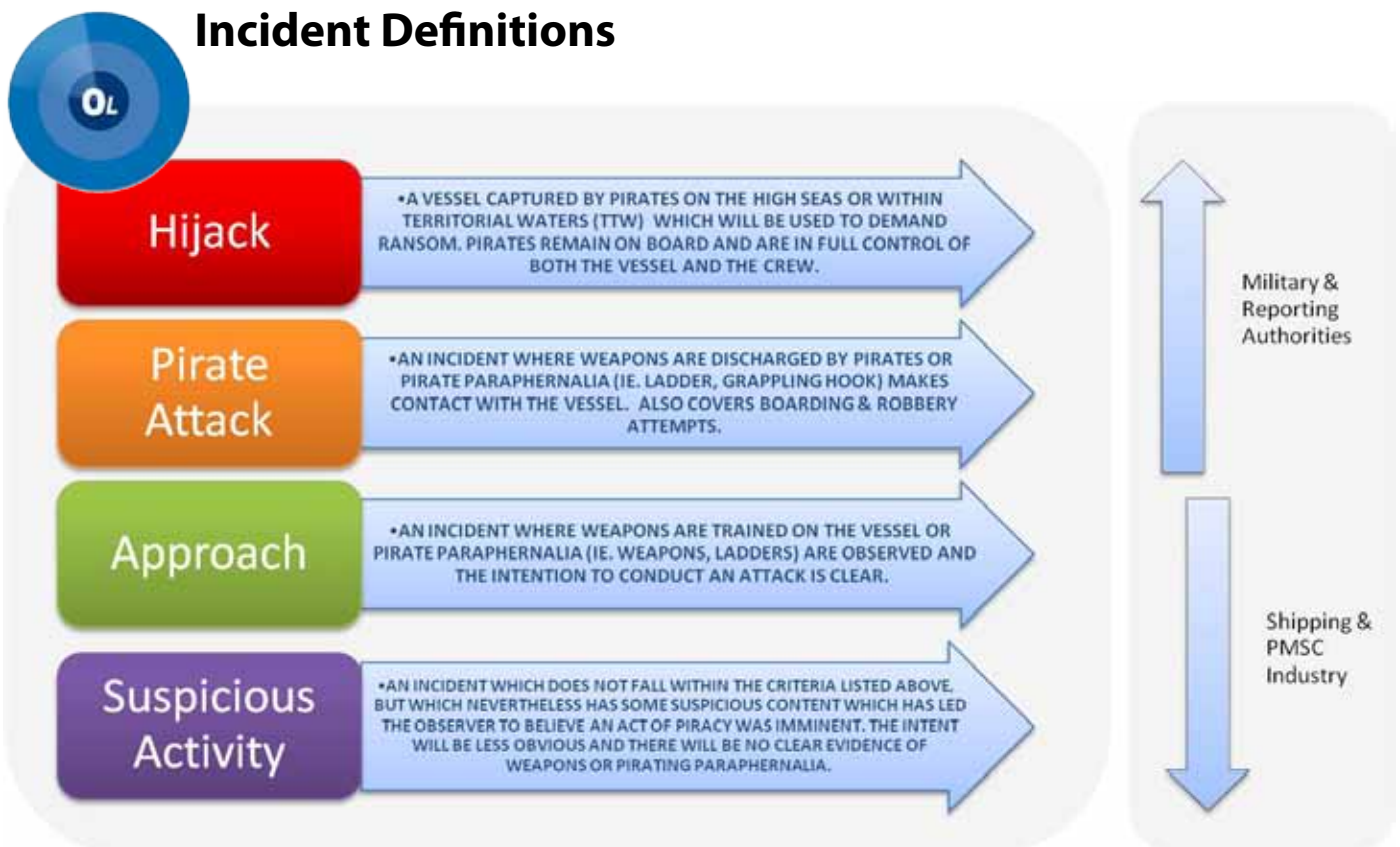 Incident Definitions
OL
Hijack
•A VESSEL CAPTURED BY PIRATES ON THE HIGH SEAS OR WITHIN
TERRITORIAL WATERS (TTW) WHICH WILL BE USED TO DEMAND
RANSOM. PIRATES REMAIN ON BOARD AND ARE IN FULL CONTROL OF
BOTH THE VESSEL AND THE CREW.
Pirate
Attack
•AN INCIDENT WHERE WEAPONS ARE DISCHARGED BY PIRATES OR
PIRATE PARAPHERNALIA (IE. LADDER, GRAPPLING HOOK) MAKES
CONTACT WITH THE VESSEL. ALSO COVERS BOARDING & ROBBERY
ATTEMPTS.
Approach
•AN INCIDENT WHERE WEAPONS ARE TRAINED ON THE VESSEL OR
PIRATE PARAPHERNALIA (IE. WEAPONS, LADDERS) ARE OBSERVED AND
THE INTENTION TO CONDUCT AN ATTACK IS CLEAR.
Suspicious
Activity
•AN INCIDENT WHICH DOES NOT FALL WITHIN THE CRITERIA LISTED ABOVE,
BUT WHICH NEVERTHELESS HAS SOME SUSPICIOUS CONTENT WHICH HAS LED
THE OBSERVER TO BELIEVE AN ACT OF PIRACY WAS IMMINENT. THE INTENT
WILL BE LESS OBVIOUS AND THERE WILL BE NO CLEAR EVIDENCE OF
WEAPONS OR PIRATING PARAPHERNALIA.
Military &
Reporting
Authorities
Shipping &
PMSC
Industry